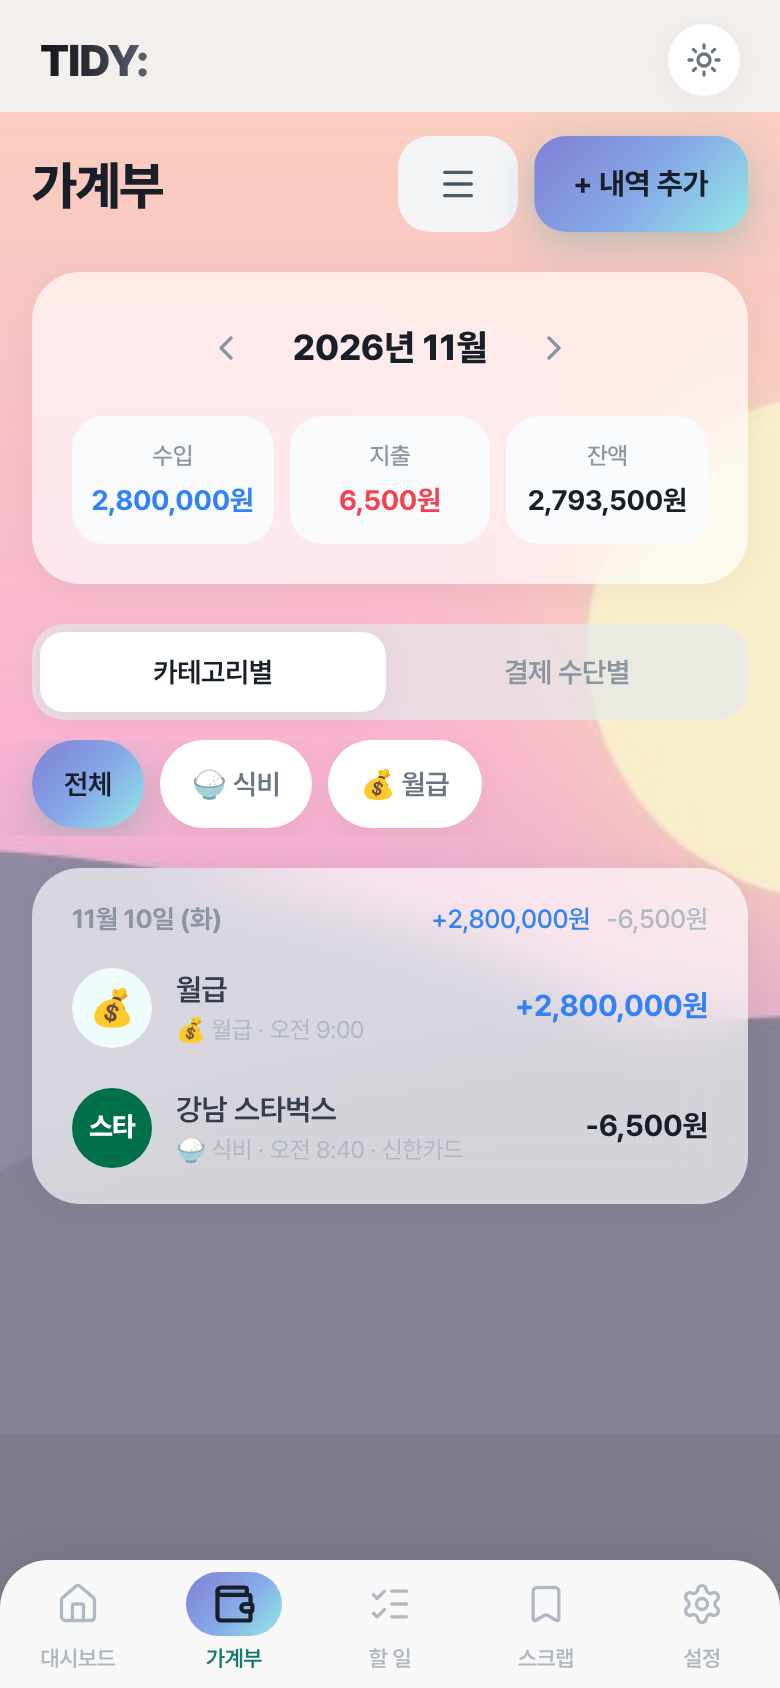 TIDY:
가계부
+ 내역 추가
2026년 11월
수입
2,800,000원
지출
6,500원
잔액
2,793,500원
카테고리별
결제 수단별
전체
🍚 식비
💰 월급
11월 10일 (화)
+2,800,000원 -6,500원
월급
💰 월급 · 오전 9:00
+2,800,000원
스타
강남 스타벅스
🍚 식비 · 오전 8:40 · 신한카드
-6,500원
대시보드
가계부
할 일
스크랩
설정